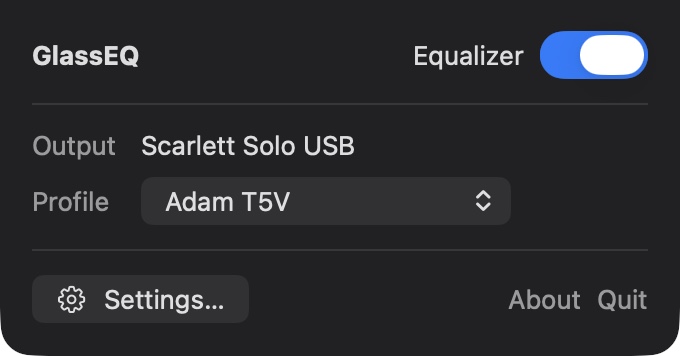 GlassEQ Equalizer
Output Scarlett Solo USB
Profile Adam T5V
Settings... About Quit